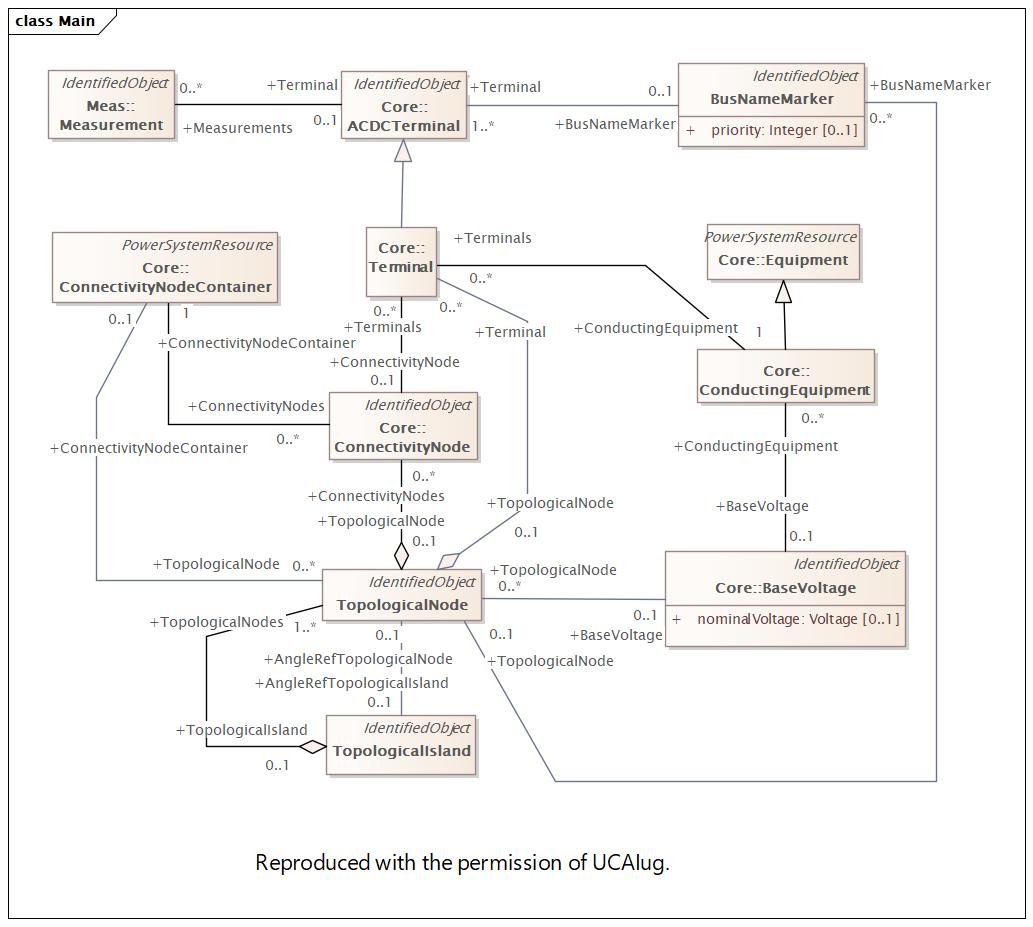 class Main
IdentifiedObject
Meas::
Measurement
0..*
+Measurements
+Terminal
0..1
IdentifiedObject
Core::
ACDCTerminal
+Terminal
1..*
0..1
+BusNameMarker
IdentifiedObject
BusNameMarker
+ priority: Integer [0..1]
+BusNameMarker
0..*
PowerSystemResource
Core::
ConnectivityNodeContainer
Core::
Terminal
+Terminals
0..*
PowerSystemResource
Core::Equipment
0..1
1
+ConnectivityNodeContainer
0..*
+Terminals
0..*
+Terminal
+ConductingEquipment
1
+ConnectivityNode
0..1
Core::
ConductingEquipment
+ConnectivityNodes
0..*
IdentifiedObject
Core::
ConnectivityNode
0..*
+ConductingEquipment
+ConnectivityNodeContainer
0..*
+ConnectivityNodes
+TopologicalNode
0..1
+TopologicalNode
0..1
+BaseVoltage
0..1
+TopologicalNode
0..*
IdentifiedObject
TopologicalNode
+TopologicalNode
0..*
0..1
+BaseVoltage
IdentifiedObject
Core::BaseVoltage
+ nominalVoltage: Voltage [0..1]
+TopologicalNodes
1..*
0..1
+AngleRefTopologicalNode
+AngleRefTopologicalIsland
0..1
0..1
+TopologicalNode
+TopologicalIsland
0..1
IdentifiedObject
TopologicalIsland
Reproduced with the permission of UCAIug.